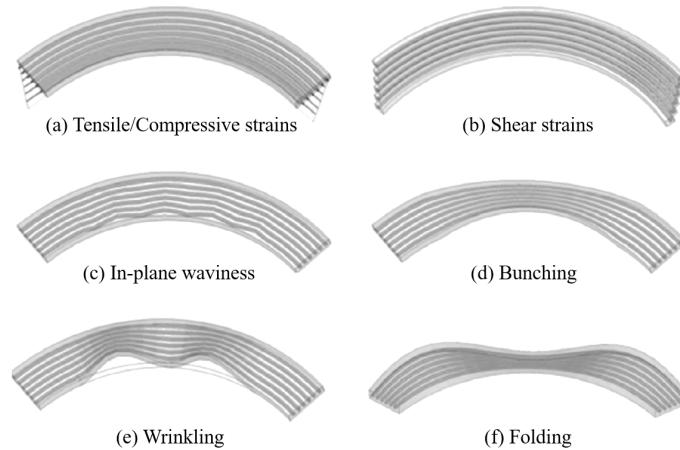 (a) Tensile/Compressive strains
(b) Shear strains
(c) In-plane waviness
(d) Bunching
(e) Wrinkling
(f) Folding